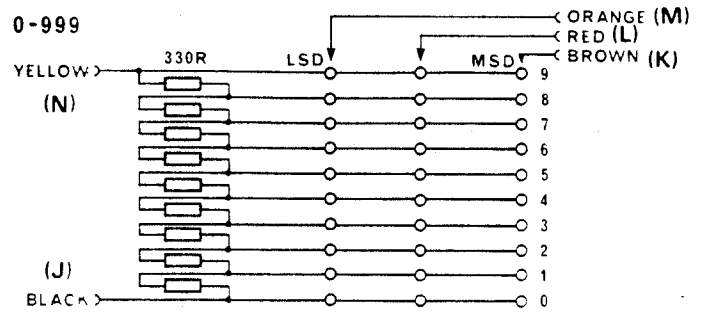 0-999
ORANGE (M)
RED (L)
BROWN (K)
330R
LSD
MSD
YELLOW
(N)
9
8
7
6
5
4
3
2
1
0
(J)
BLACK